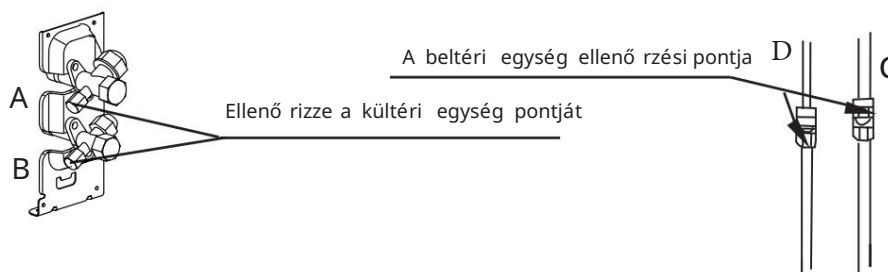 A beltéri egység ellenő rzési pontja D
C
A
Ellenő rizze a kültéri egység pontját
B